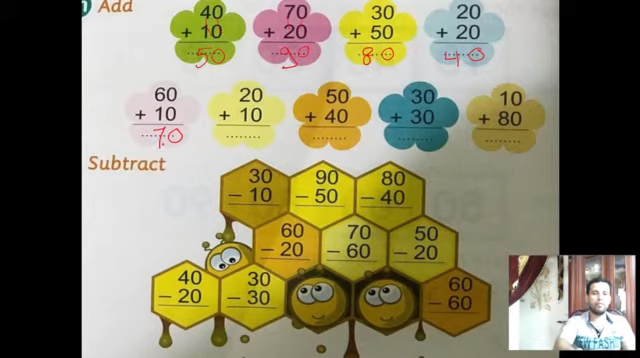 1 Add
40 70 30 20
+ 10 + 20 + 50 + 20
50 90 80 40
60 20 50 30 10
+ 10 + 10 + 40 + 30 + 80
70 ........ ........ ........ ........
Subtract
30 90 80
− 10 − 50 − 40
60 70 50
− 20 − 60 − 20
40 30 60
− 20 − 30 − 60